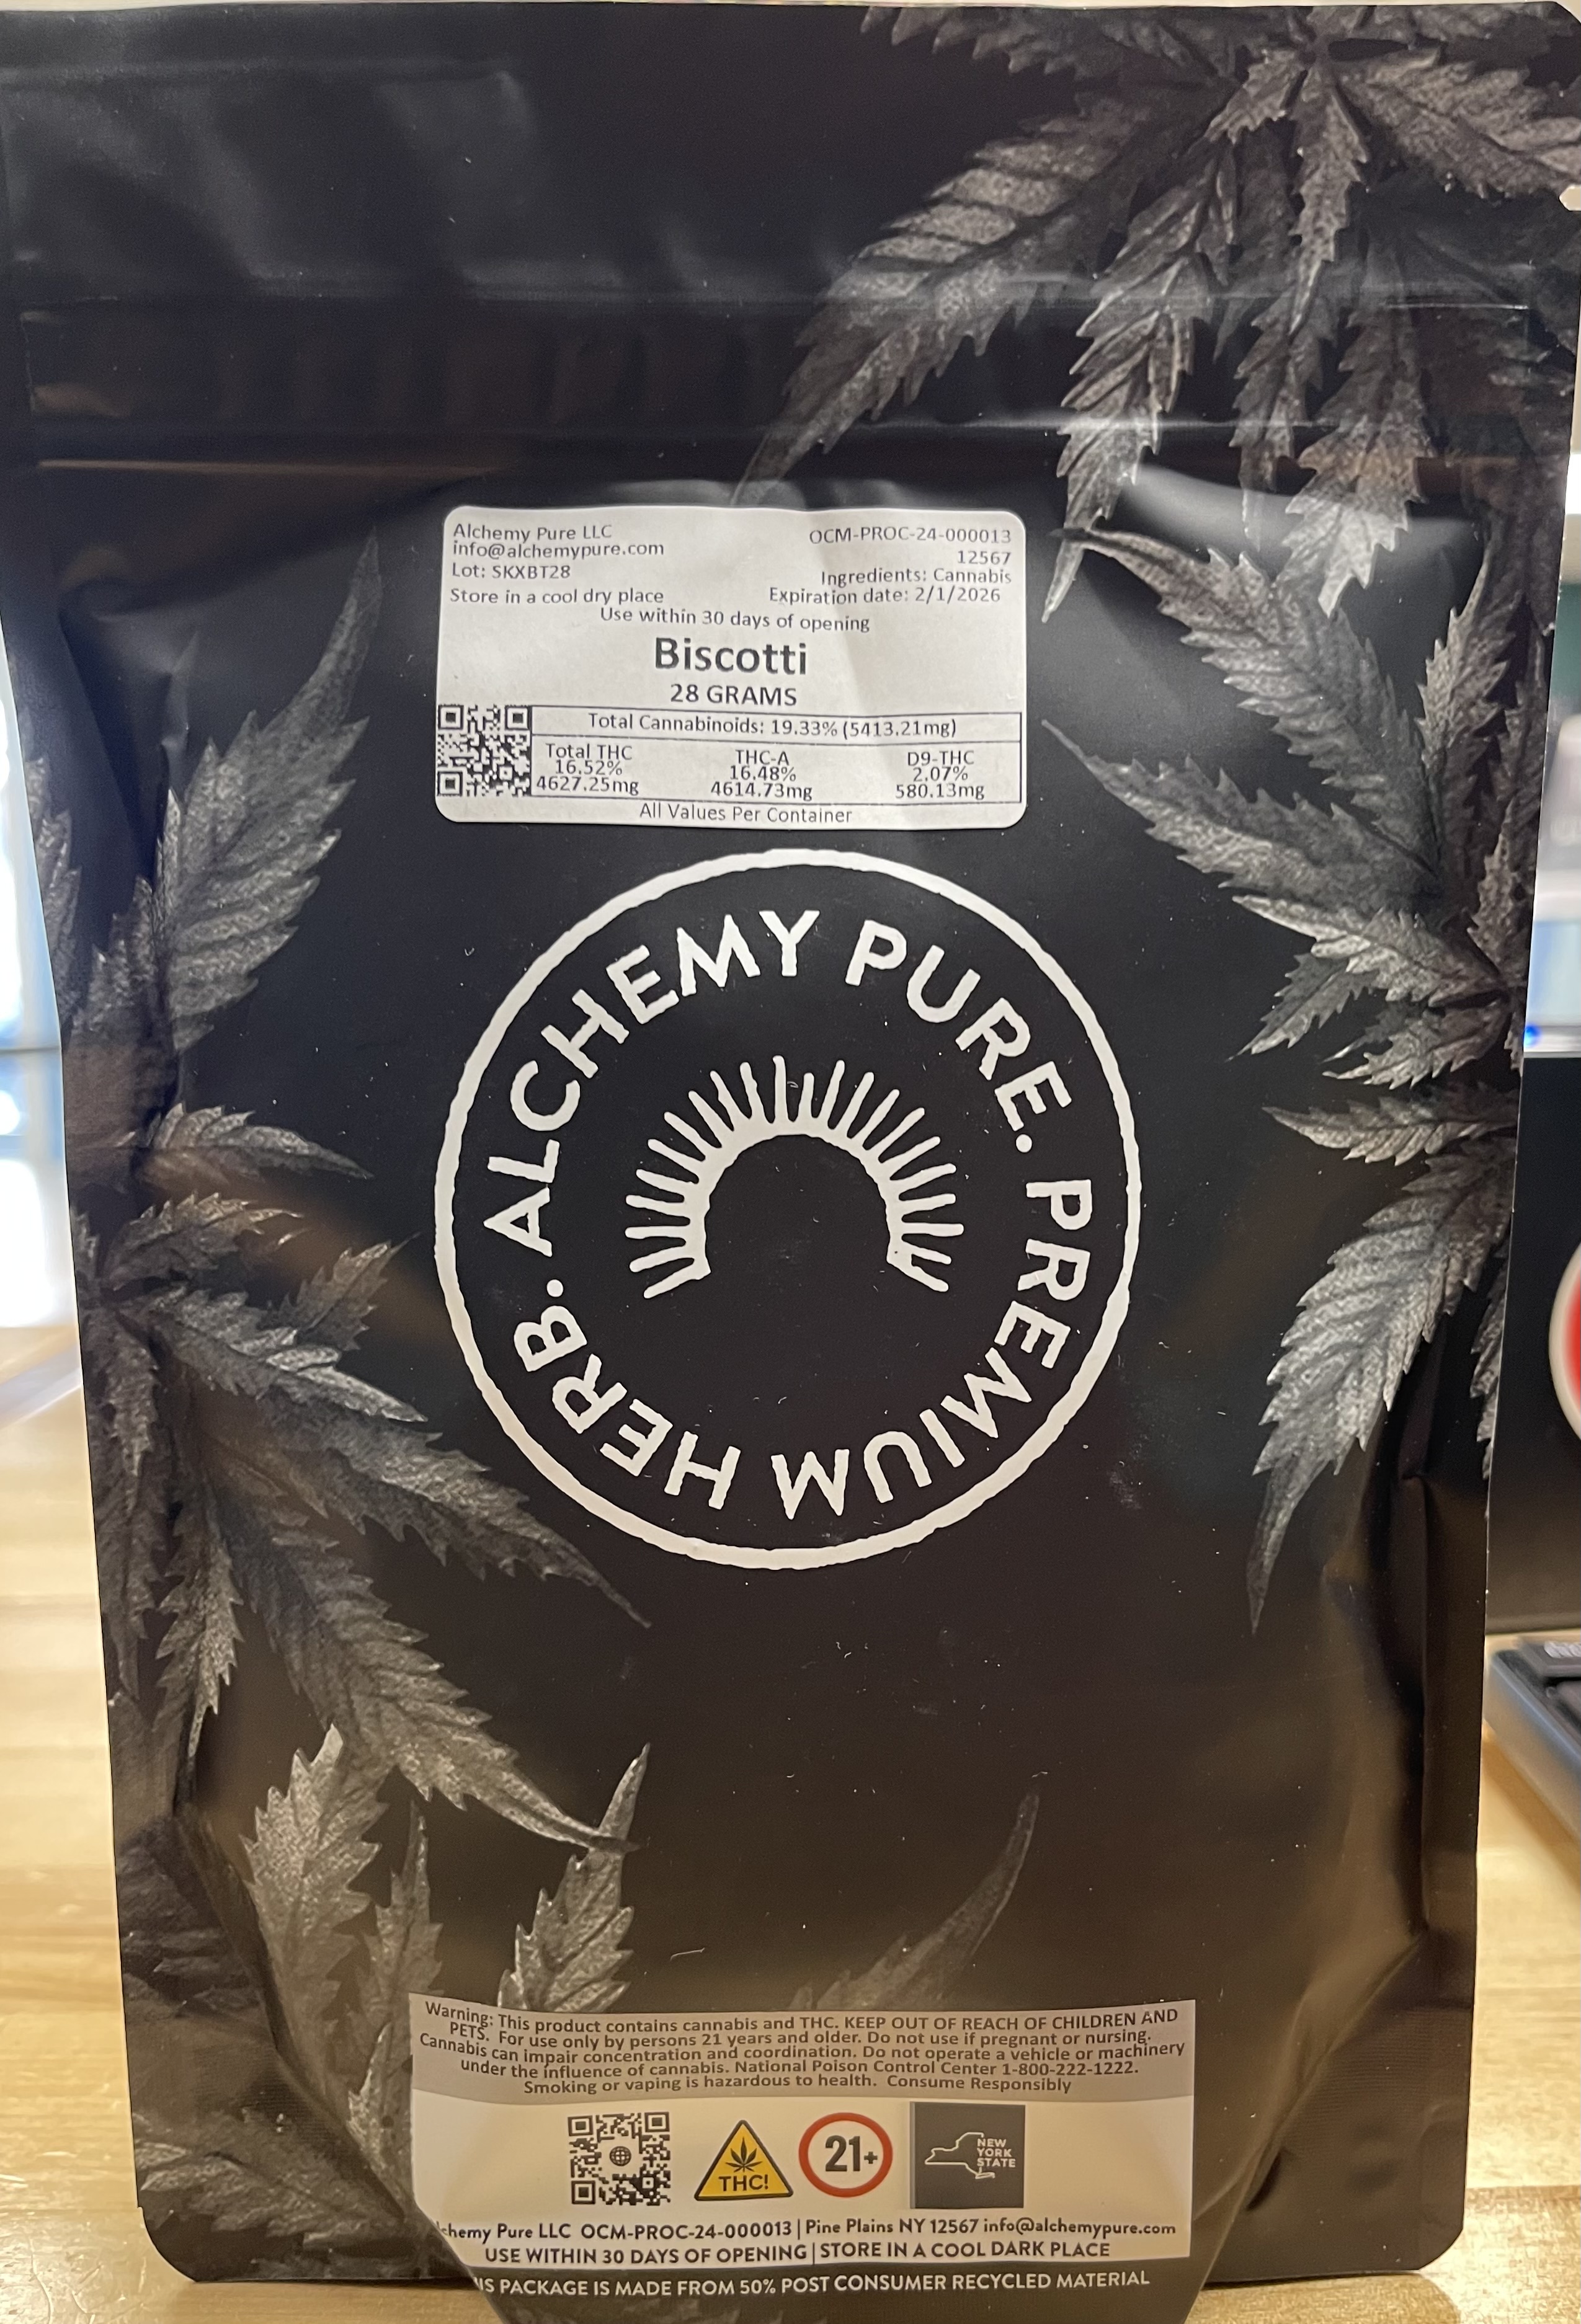 Alchemy Pure LLC
info@alchemypure.com
Lot: SKXBT28
Store in a cool dry place
OCM-PROC-24-000013
12567
Ingredients: Cannabis
Expiration date: 2/1/2026
Use within 30 days of opening
Biscotti
28 GRAMS
Total Cannabinoids: 19.33% (5413.21mg)
Total THC
16.52%
4627.25mg
THC-A
16.48%
4614.73mg
D9-THC
2.07%
580.13mg
All Values Per Container
ALCHEMY PURE. PREMIUM HERB.
Warning: This product contains cannabis and THC. KEEP OUT OF REACH OF CHILDREN AND
PETS. For use only by persons 21 years and older. Do not use if pregnant or nursing.
Cannabis can impair concentration and coordination. Do not operate a vehicle or machinery
under the influence of cannabis. National Poison Control Center 1-800-222-1222.
Smoking or vaping is hazardous to health. Consume Responsibly
THC!
21+
NEW
YORK
STATE
chemy Pure LLC OCM-PROC-24-000013 | Pine Plains NY 12567 info@alchemypure.com
USE WITHIN 30 DAYS OF OPENING | STORE IN A COOL DARK PLACE
IS PACKAGE IS MADE FROM 50% POST CONSUMER RECYCLED MATERIAL